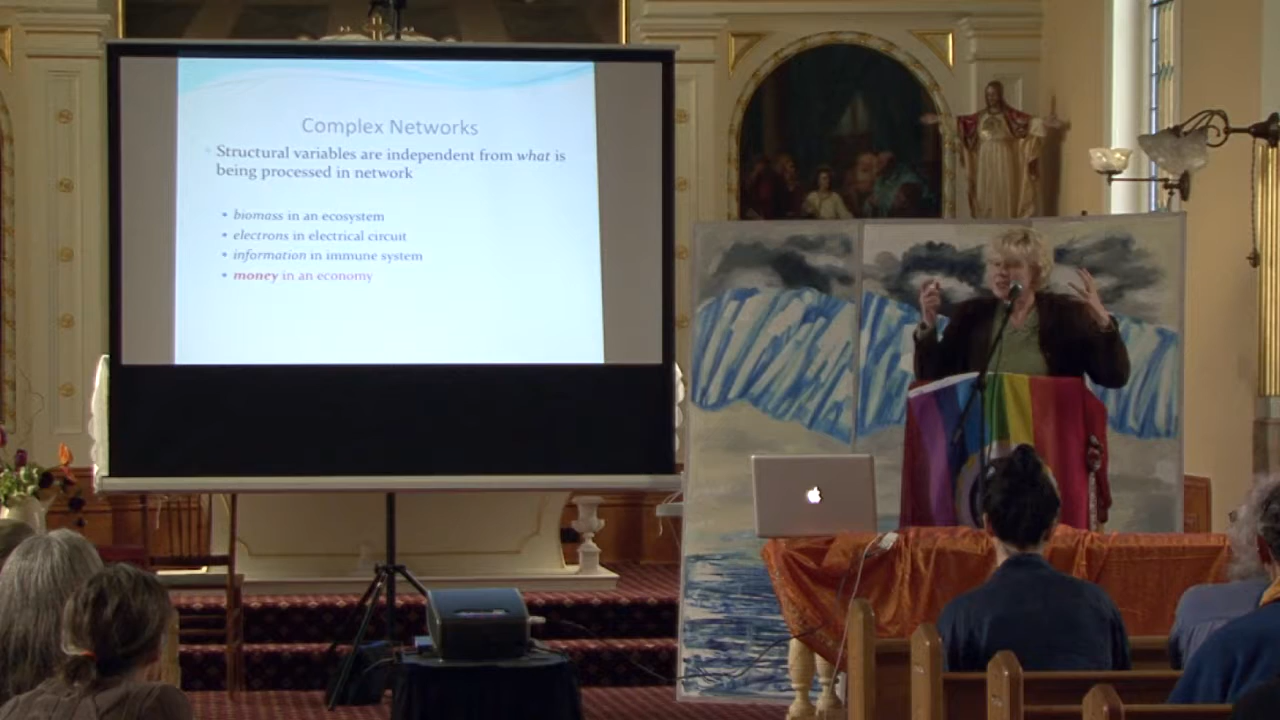 Complex Networks
Structural variables are independent from what is
being processed in network
• biomass in an ecosystem
• electrons in electrical circuit
• information in immune system
• money in an economy